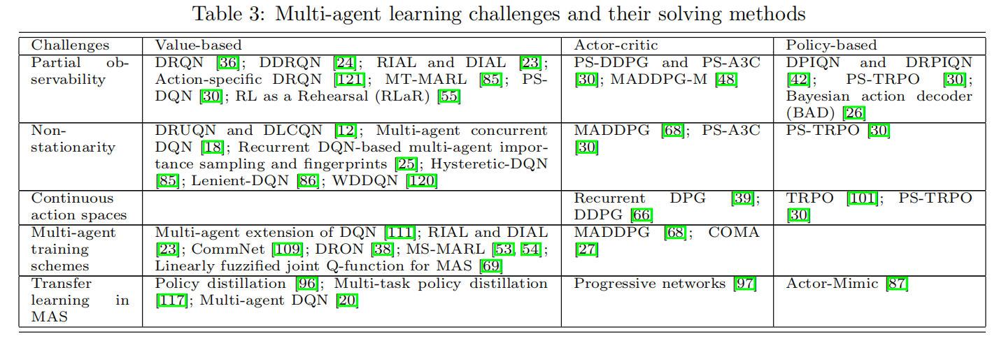 Table 3: Multi-agent learning challenges and their solving methods
Challenges
Value-based
Actor-critic
Policy-based
Partial ob-
servability
DRQN [36]; DDRQN [24]; RIAL and DIAL [23];
Action-specific DRQN [121]; MT-MARL [85]; PS-
DQN [30]; RL as a Rehearsal (RLaR) [55]
PS-DDPG and PS-A3C
[30]; MADDPG-M [48]
DPIQN and DRPIQN
[42]; PS-TRPO [30];
Bayesian action decoder
(BAD) [26]
Non-
stationarity
DRUQN and DLCQN [12]; Multi-agent concurrent
DQN [18]; Recurrent DQN-based multi-agent impor-
tance sampling and fingerprints [25]; Hysteretic-DQN
[85]; Lenient-DQN [86]; WDDQN [120]
MADDPG [68]; PS-A3C
[30]
PS-TRPO [30]
Continuous
action spaces
Recurrent DPG [39];
DDPG [66]
TRPO [101]; PS-TRPO
[30]
Multi-agent
training
schemes
Multi-agent extension of DQN [111]; RIAL and DIAL
[23]; CommNet [109]; DRON [38]; MS-MARL [53, 54];
Linearly fuzzified joint Q-function for MAS [69]
MADDPG [68]; COMA
[27]
Transfer
learning in
MAS
Policy distillation [96]; Multi-task policy distillation
[117]; Multi-agent DQN [20]
Progressive networks [97]
Actor-Mimic [87]